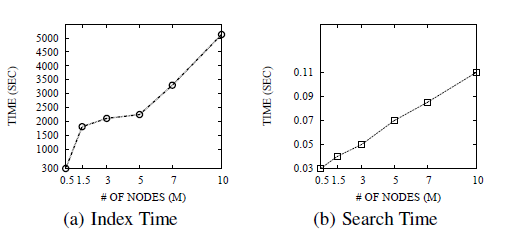 TIME (SEC)
5000
4500
4000
3500
3000
2500
2000
1500
1000
300
0.5 1.5 3 5 7 10
# OF NODES (M)
(a) Index Time
TIME (SEC)
0.11
0.09
0.07
0.05
0.03
0.5 1.5 3 5 7 10
# OF NODES (M)
(b) Search Time